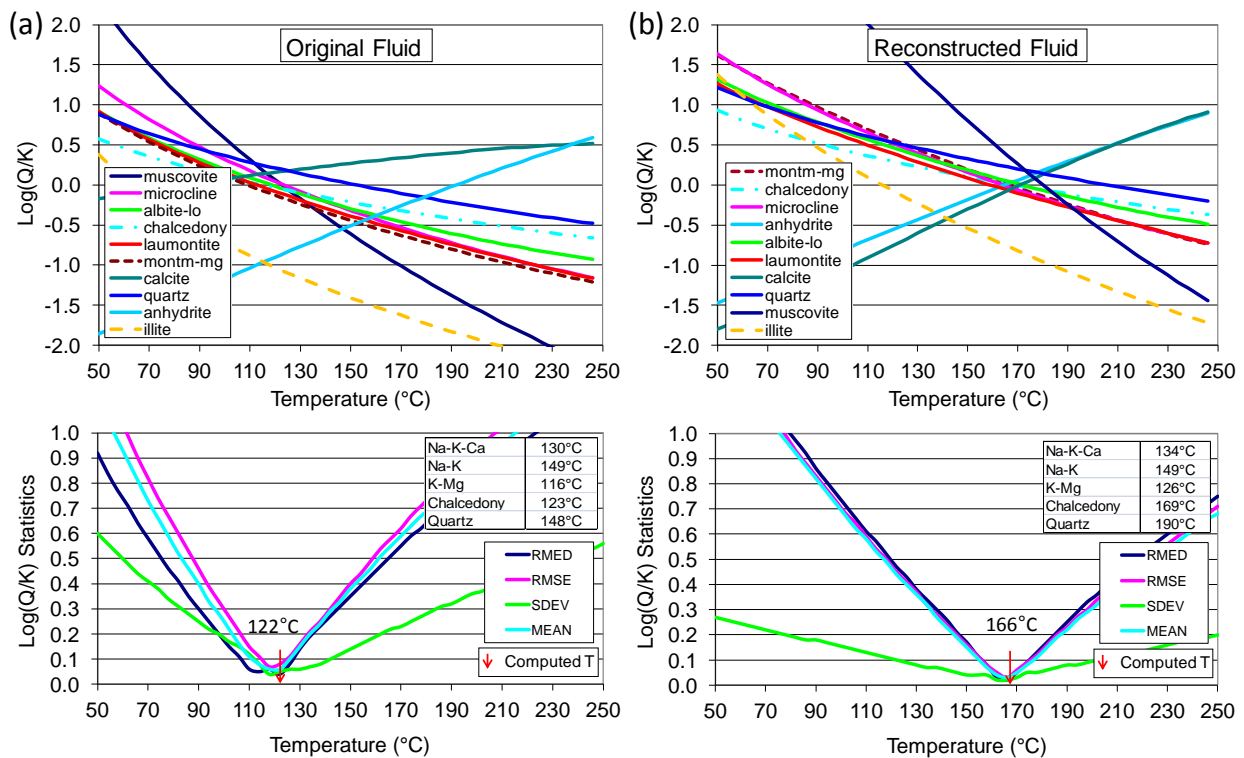 (a)
Original Fluid
Log(Q/K)
2.0
1.5
1.0
0.5
0.0
-0.5
-1.0
-1.5
-2.0
muscovite
microcline
albite-lo
chalcedony
laumontite
montm-mg
calcite
quartz
anhydrite
illite
50 70 90 110 130 150 170 190 210 230 250
Temperature (°C)
(b)
Reconstructed Fluid
Log(Q/K)
2.0
1.5
1.0
0.5
0.0
-0.5
-1.0
-1.5
-2.0
montm-mg
chalcedony
microcline
anhydrite
albite-lo
laumontite
calcite
quartz
muscovite
illite
50 70 90 110 130 150 170 190 210 230 250
Temperature (°C)
Log(Q/K) Statistics
1.0
0.9
0.8
0.7
0.6
0.5
0.4
0.3
0.2
0.1
0.0
Na-K-Ca 130°C
Na-K 149°C
K-Mg 116°C
Chalcedony 123°C
Quartz 148°C
RMED
RMSE
SDEV
MEAN
122°C
Computed T
50 70 90 110 130 150 170 190 210 230 250
Temperature (°C)
Log(Q/K) Statistics
1.0
0.9
0.8
0.7
0.6
0.5
0.4
0.3
0.2
0.1
0.0
Na-K-Ca 134°C
Na-K 149°C
K-Mg 126°C
Chalcedony 169°C
Quartz 190°C
RMED
RMSE
SDEV
MEAN
166°C
Computed T
50 70 90 110 130 150 170 190 210 230 250
Temperature (°C)